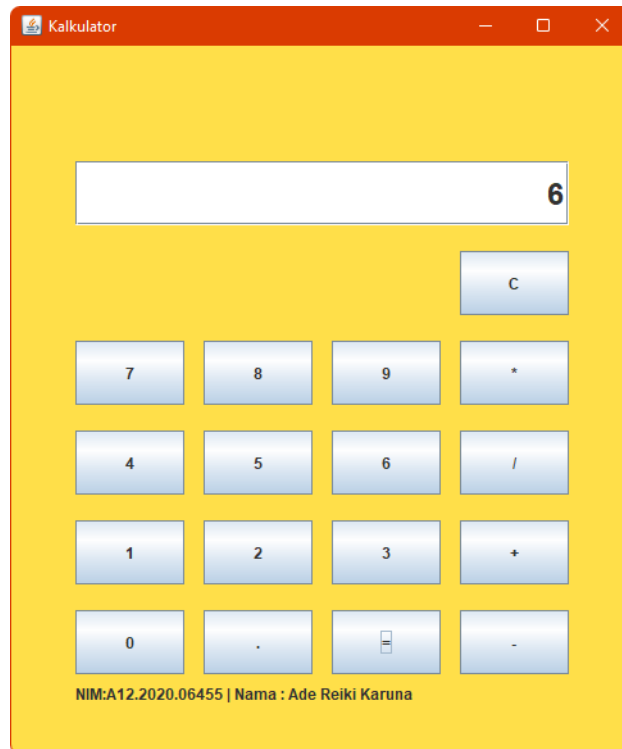 Kalkulator
6
C
7 8 9 *
4 5 6 /
1 2 3 +
0 . = -
NIM:A12.2020.06455 | Nama : Ade Reiki Karuna